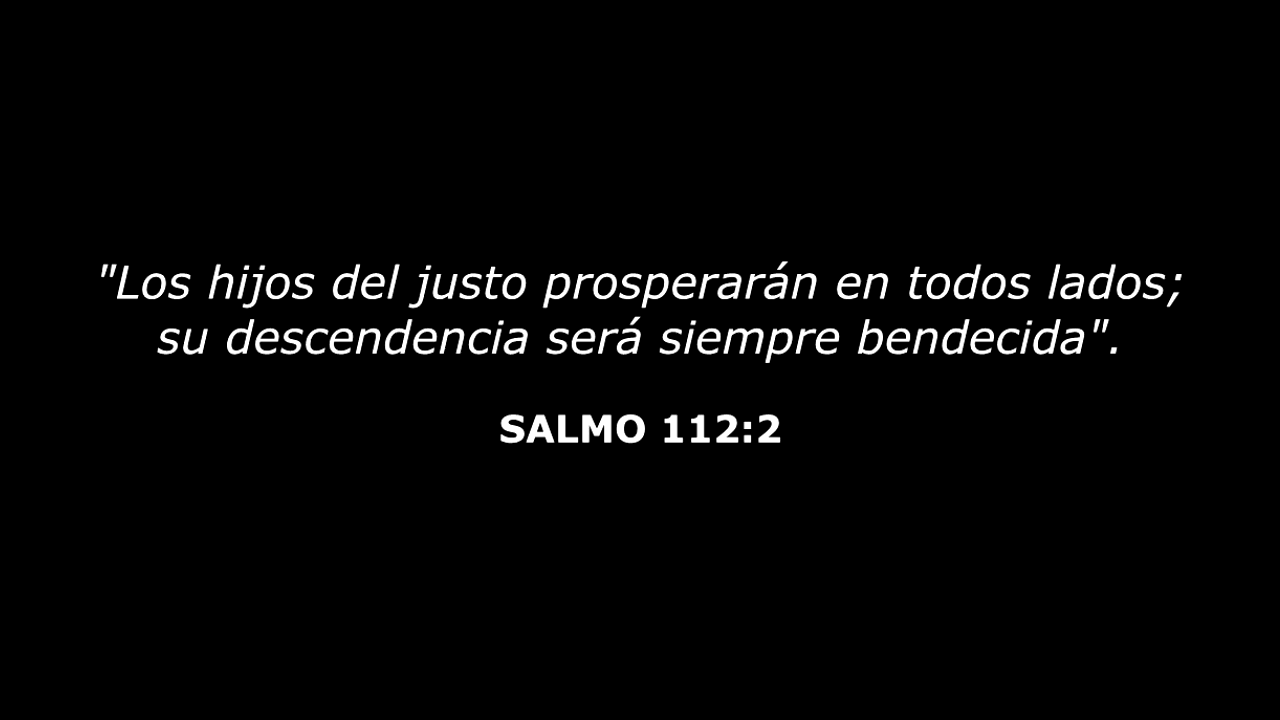 "Los hijos del justo prosperarán en todos lados;
su descendencia será siempre bendecida".
SALMO 112:2